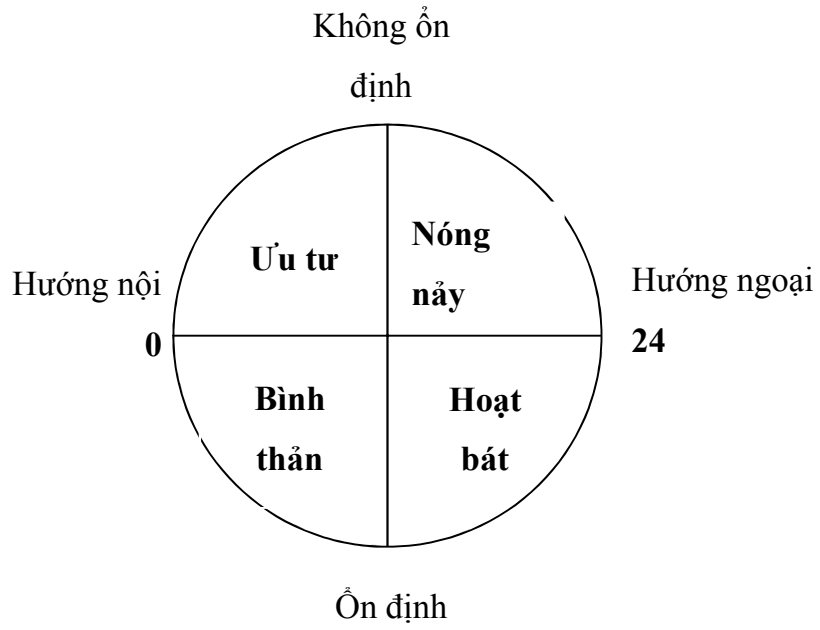 Không ổn
định
Ưu tư
Nóng
nảy
Hướng nội
0
Hướng ngoại
24
Bình
thản
Hoạt
bát
Ổn định